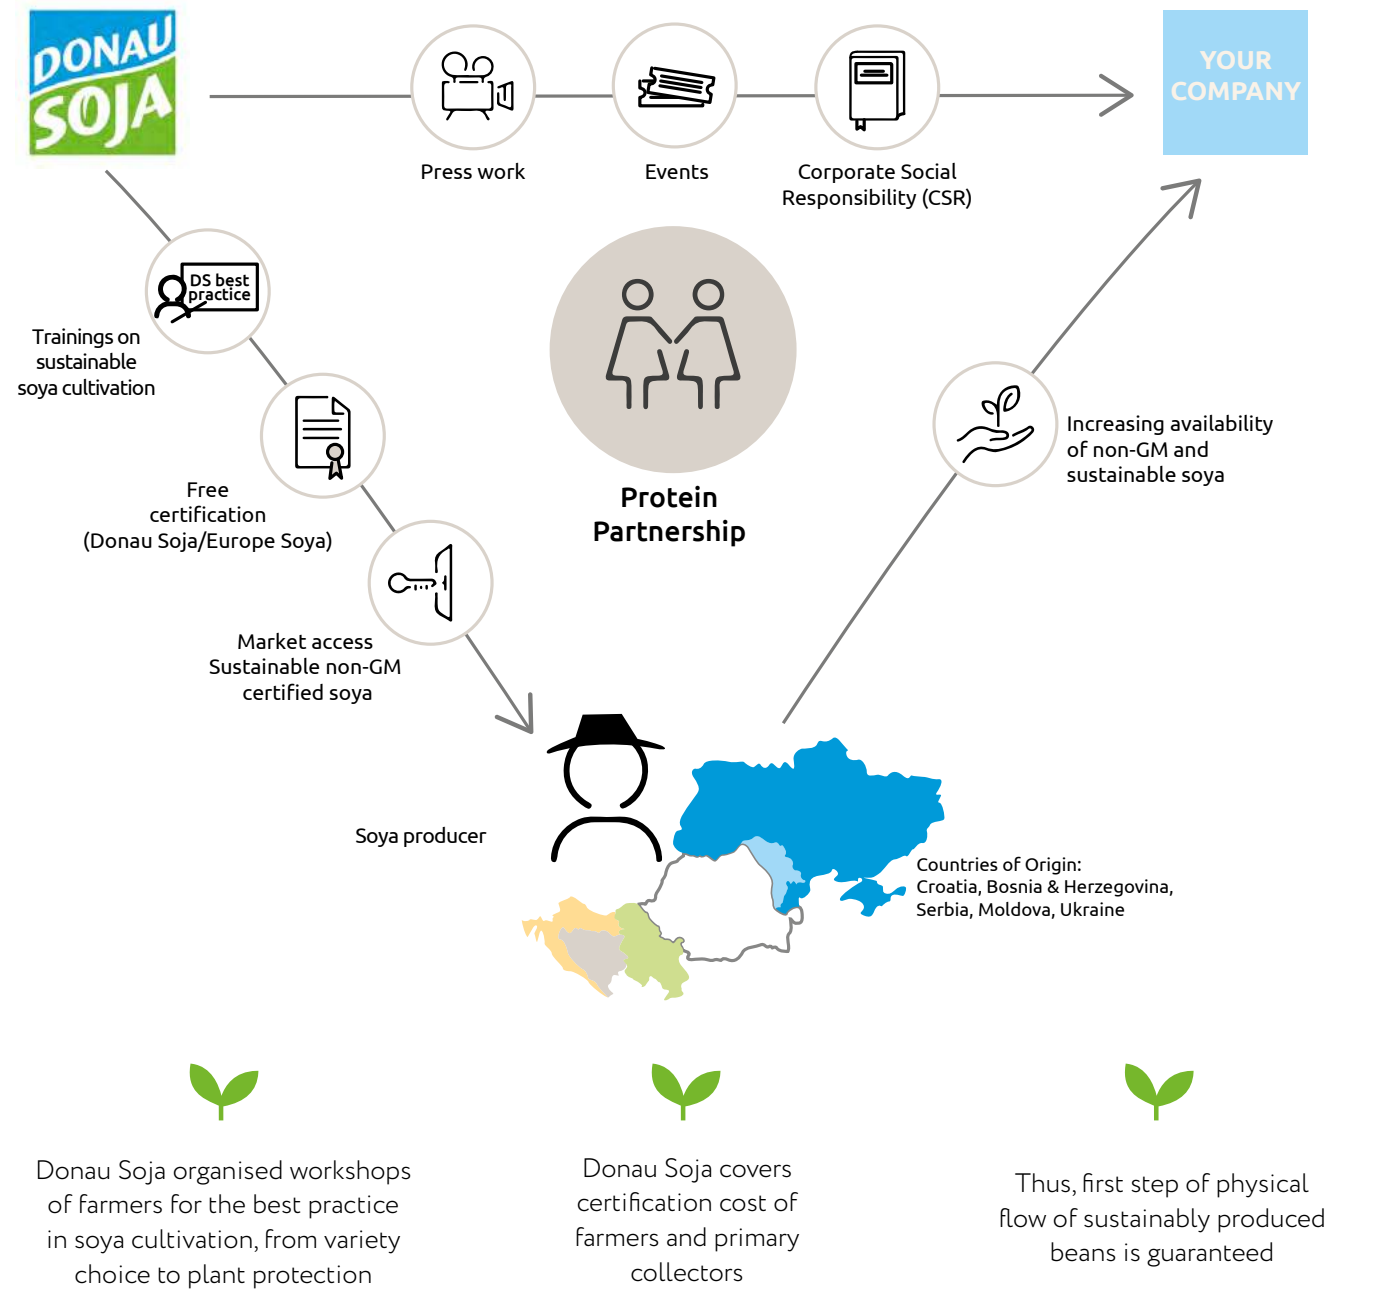 DONAU
SOJA
YOUR
COMPANY
Press work
Events
Corporate Social
Responsibility (CSR)
DS best
practice
Trainings on
sustainable
soya cultivation
Free
certification
(Donau Soja/Europe Soya)
Market access
Sustainable non-GM
certified soya
Protein
Partnership
Increasing availability
of non-GM and
sustainable soya
Soya producer
Countries of Origin:
Croatia, Bosnia & Herzegovina,
Serbia, Moldova, Ukraine
Donau Soja organised workshops
of farmers for the best practice
in soya cultivation, from variety
choice to plant protection
Donau Soja covers
certification cost of
farmers and primary
collectors
Thus, first step of physical
flow of sustainably produced
beans is guaranteed